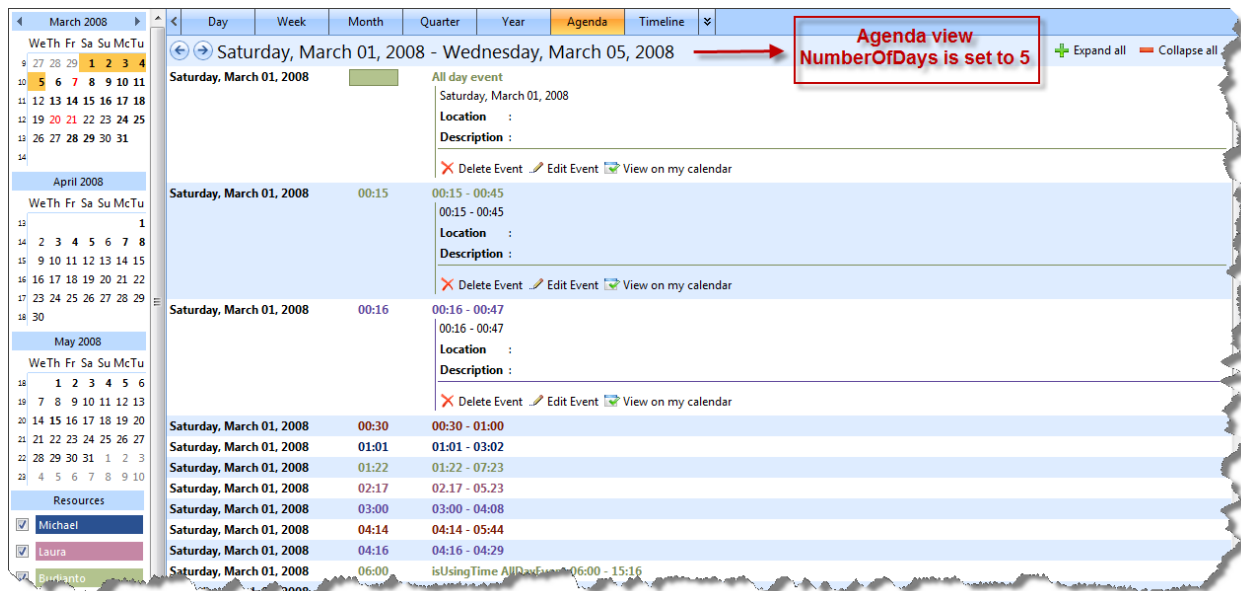 March 2008
We Th Fr Sa Su Mc Tu
9 27 28 29 1 2 3 4
10 5 6 7 8 9 10 11
11 12 13 14 15 16 17 18
12 19 20 21 22 23 24 25
13 26 27 28 29 30 31
14
April 2008
We Th Fr Sa Su Mc Tu
13 1
14 2 3 4 5 6 7 8
15 9 10 11 12 13 14 15
16 16 17 18 19 20 21 22
17 23 24 25 26 27 28 29
18 30
May 2008
We Th Fr Sa Su Mc Tu
18 1 2 3 4 5 6
19 7 8 9 10 11 12 13
20 14 15 16 17 18 19 20
21 21 22 23 24 25 26 27
22 28 29 30 31 1 2 3
23 4 5 6 7 8 9 10
Resources
Michael
Laura
Budianto
Day Week Month Quarter Year Agenda Timeline
Saturday, March 01, 2008 - Wednesday, March 05, 2008
Agenda view
NumberOfDays is set to 5
Expand all Collapse all
Saturday, March 01, 2008 All day event
Saturday, March 01, 2008
Location :
Description :
Delete Event Edit Event View on my calendar
Saturday, March 01, 2008 00:15 00:15 - 00:45
00:15 - 00:45
Location :
Description :
Delete Event Edit Event View on my calendar
Saturday, March 01, 2008 00:16 00:16 - 00:47
00:16 - 00:47
Location :
Description :
Delete Event Edit Event View on my calendar
Saturday, March 01, 2008 00:30 00:30 - 01:00
Saturday, March 01, 2008 01:01 01:01 - 03:02
Saturday, March 01, 2008 01:22 01:22 - 07:23
Saturday, March 01, 2008 02:17 02.17 - 05.23
Saturday, March 01, 2008 03:00 03:00 - 04:08
Saturday, March 01, 2008 04:14 04:14 - 05:44
Saturday, March 01, 2008 04:16 04:16 - 04:29
Saturday, March 01, 2008 06:00 isUsingTime AllDayEvent 06:00 - 15:16